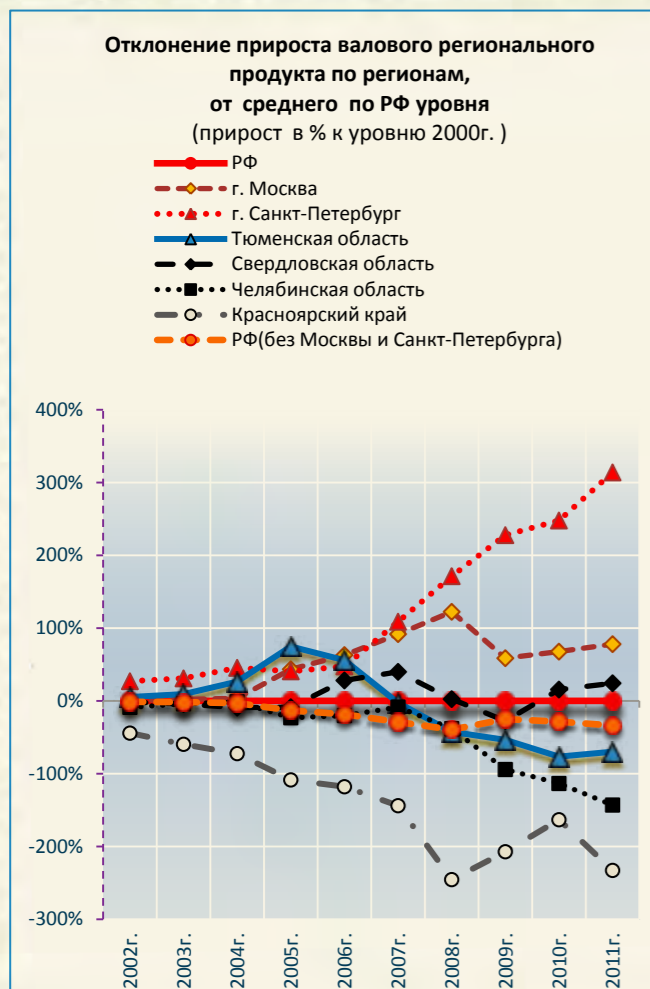 Отклонение прироста валового регионального
продукта по регионам,
от среднего по РФ уровня
(прирост в % к уровню 2000г. )
РФ
г. Москва
г. Санкт-Петербург
Тюменская область
Свердловская область
Челябинская область
Красноярский край
РФ(без Москвы и Санкт-Петербурга)
400%
300%
200%
100%
0%
-100%
-200%
-300%
2002г.
2003г.
2004г.
2005г.
2006г.
2007г.
2008г.
2009г.
2010г.
2011г.